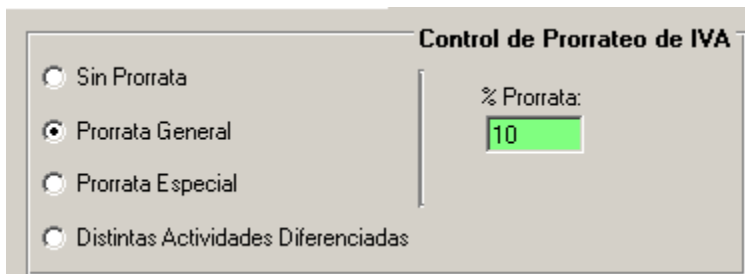 Control de Prorrateo de IVA
Sin Prorrata
% Prorrata:
Prorrata General
10
Prorrata Especial
Distintas Actividades Diferenciadas